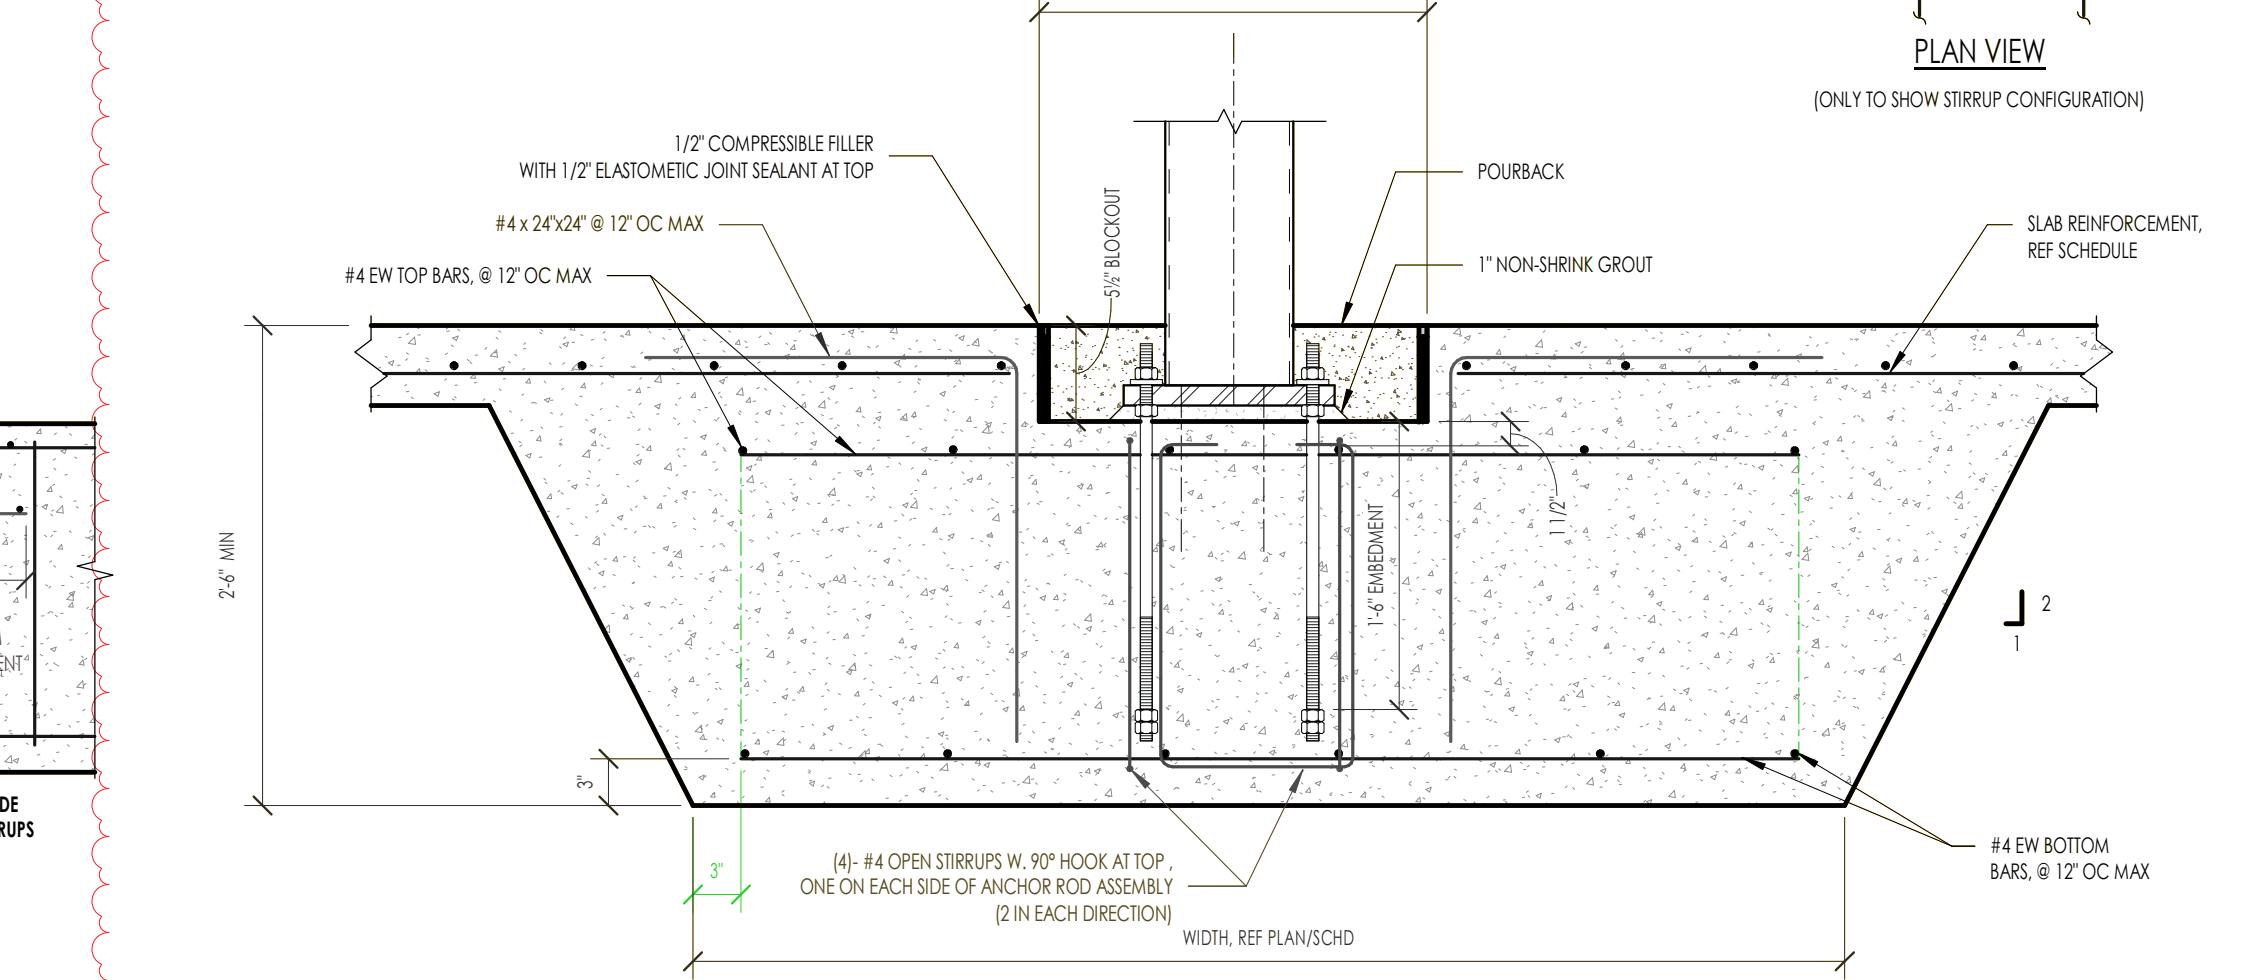 PLAN VIEW
(ONLY TO SHOW STIRRUP CONFIGURATION)
1/2" COMPRESSIBLE FILLER
WITH 1/2" ELASTOMETIC JOINT SEALANT AT TOP
#4 x 24"x24" @ 12" OC MAX
#4 EW TOP BARS, @ 12" OC MAX
5½" BLOCKOUT
POURBACK
1" NON-SHRINK GROUT
SLAB REINFORCEMENT,
REF SCHEDULE
2'-6" MIN
1'-6" EMBEDMENT
1 1/2"
2
1
3"
3"
ENT
DE
RUPS
(4)- #4 OPEN STIRRUPS W. 90° HOOK AT TOP ,
ONE ON EACH SIDE OF ANCHOR ROD ASSEMBLY
(2 IN EACH DIRECTION)
#4 EW BOTTOM
BARS, @ 12" OC MAX
WIDTH, REF PLAN/SCHD